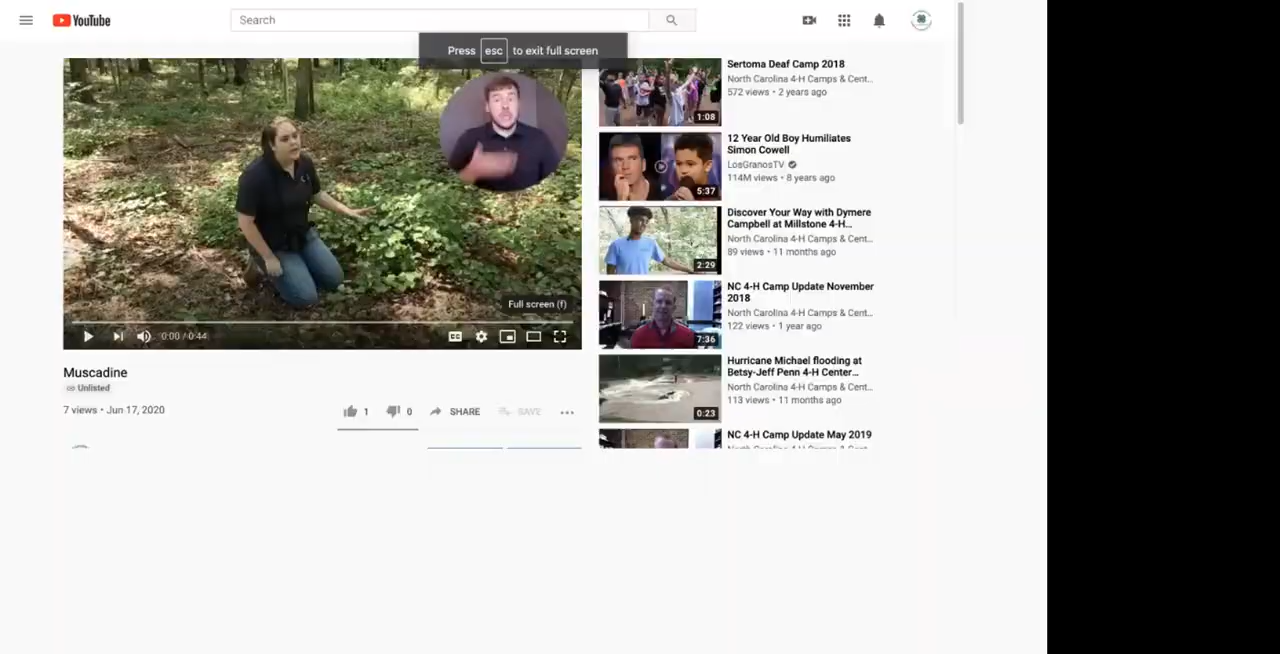 YouTube
Search
Press esc to exit full screen
Full screen (f)
0:00 / 0:44
CC
Muscadine
Unlisted
7 views • Jun 17, 2020
1
0
SHARE
SAVE
1:08
Sertoma Deaf Camp 2018
North Carolina 4-H Camps & Cent...
572 views • 2 years ago
5:37
12 Year Old Boy Humiliates
Simon Cowell
LosGranosTV
114M views • 8 years ago
2:29
Discover Your Way with Dymere
Campbell at Millstone 4-H...
North Carolina 4-H Camps & Cent...
89 views • 11 months ago
7:36
NC 4-H Camp Update November
2018
North Carolina 4-H Camps & Cent...
122 views • 1 year ago
0:23
Hurricane Michael flooding at
Betsy-Jeff Penn 4-H Center...
North Carolina 4-H Camps & Cent...
113 views • 11 months ago
NC 4-H Camp Update May 2019